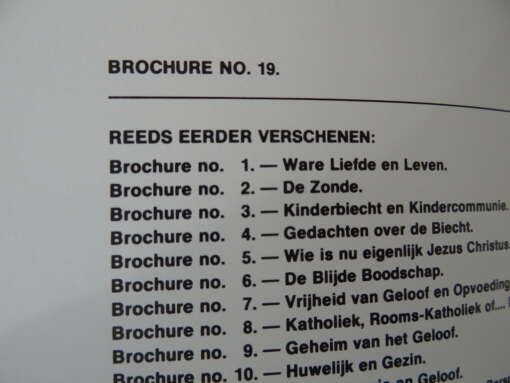 BROCHURE NO. 19.
REEDS EERDER VERSCHENEN:
Brochure no. 1. — Ware Liefde en Leven.
Brochure no. 2. — De Zonde.
Brochure no. 3. — Kinderbiecht en Kindercommunie.
Brochure no. 4. — Gedachten over de Biecht.
Brochure no. 5. — Wie is nu eigenlijk Jezus Christus.
Brochure no. 6. — De Blijde Boodschap.
Brochure no. 7. — Vrijheid van Geloof en Opvoeding
Brochure no. 8. — Katholiek, Rooms-Katholiek of....
Brochure no. 9. — Geheim van het Geloof.
Brochure no. 10. — Huwelijk en Gezin.
Brochure no.